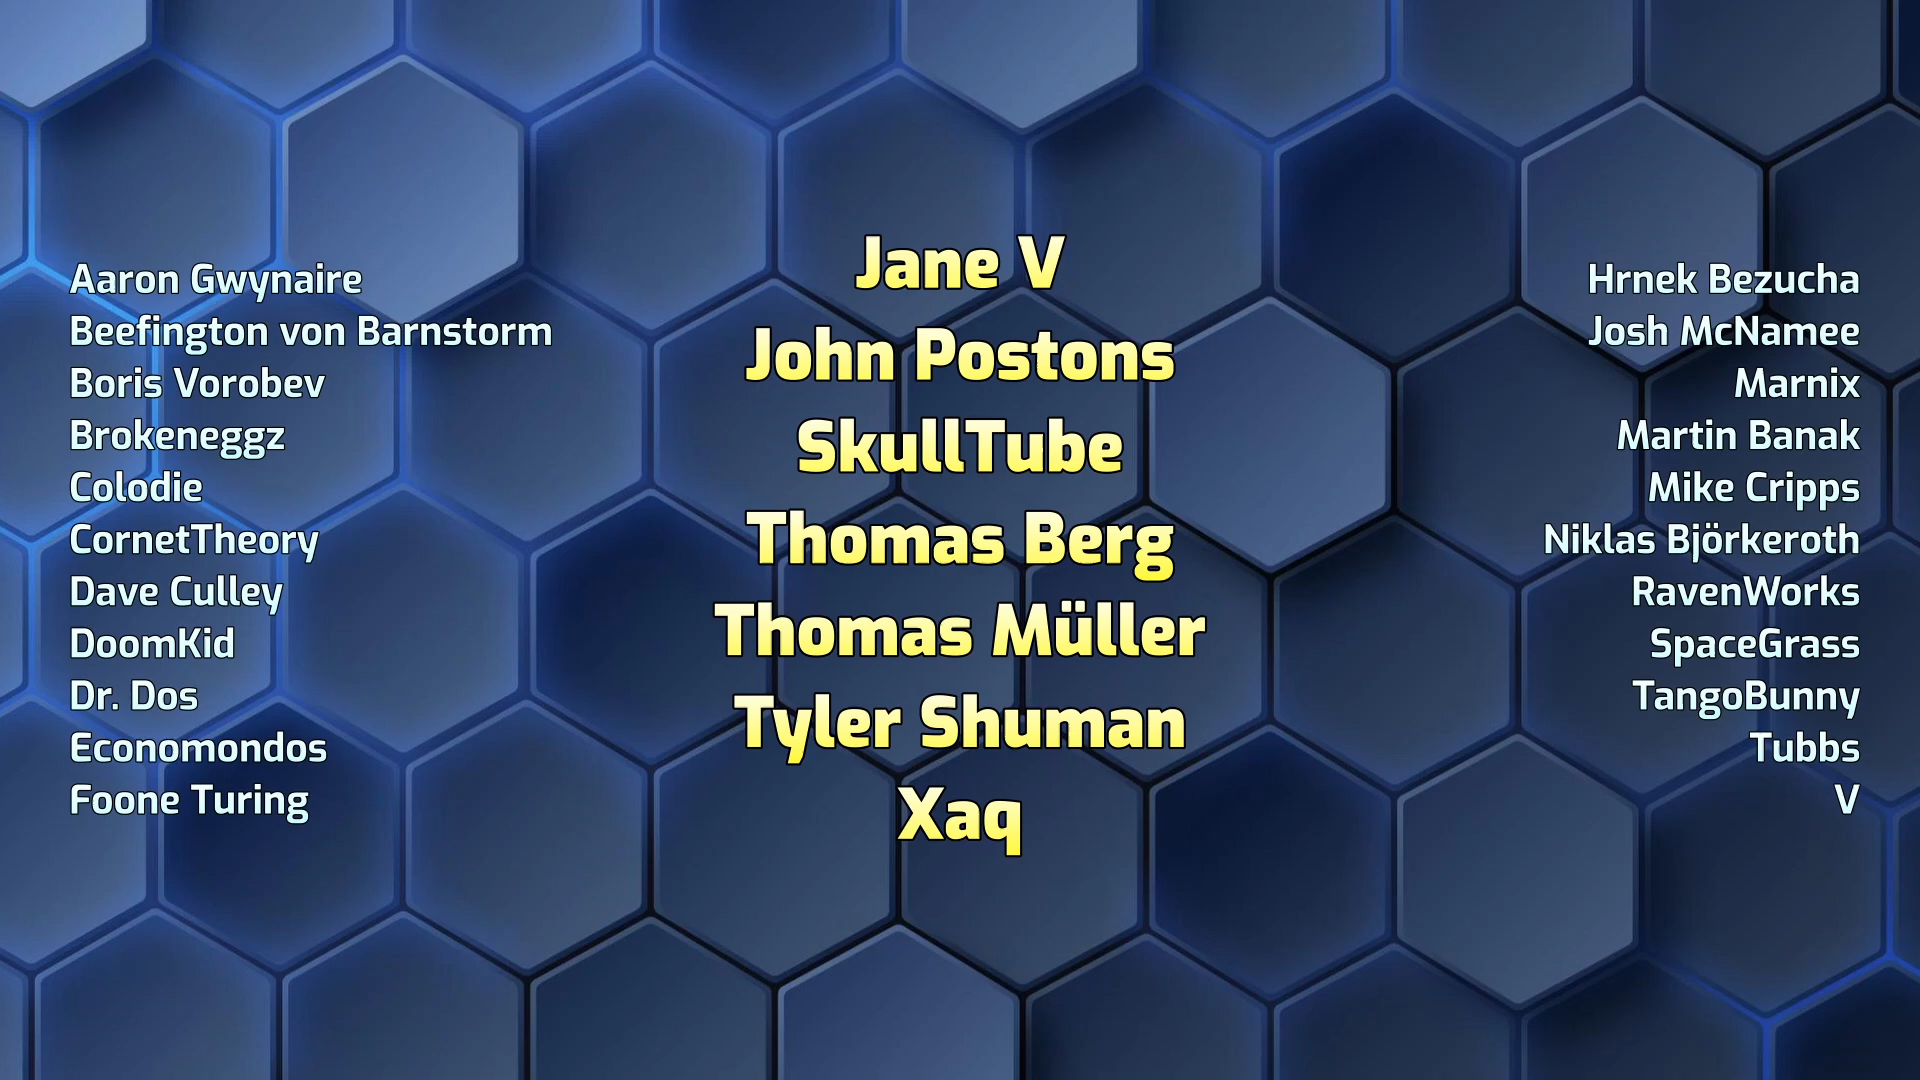 Aaron Gwynaire
Beefington von Barnstorm
Boris Vorobev
Brokeneggz
Colodie
CornetTheory
Dave Culley
DoomKid
Dr. Dos
Economondos
Foone Turing
Jane V
John Postons
SkullTube
Thomas Berg
Thomas Müller
Tyler Shuman
Xaq
Hrnek Bezucha
Josh McNamee
Marnix
Martin Banak
Mike Cripps
Niklas Björkeroth
RavenWorks
SpaceGrass
TangoBunny
Tubbs
V